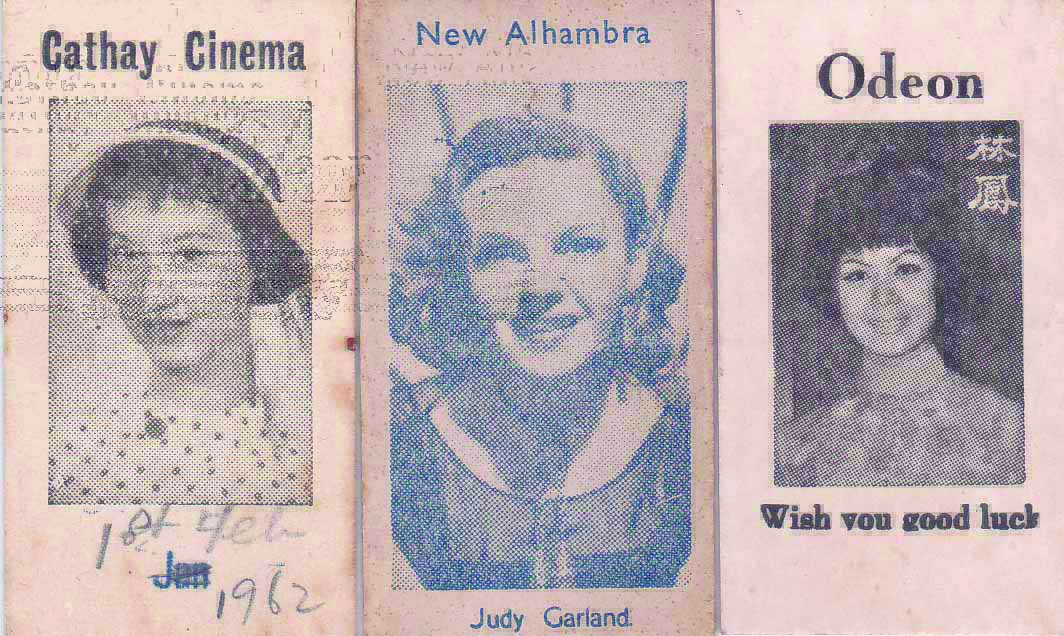 Cathay Cinema
1st Feb
Jan
1962
New Alhambra
Judy Garland.
Odeon
林
鳳
Wish you good luck